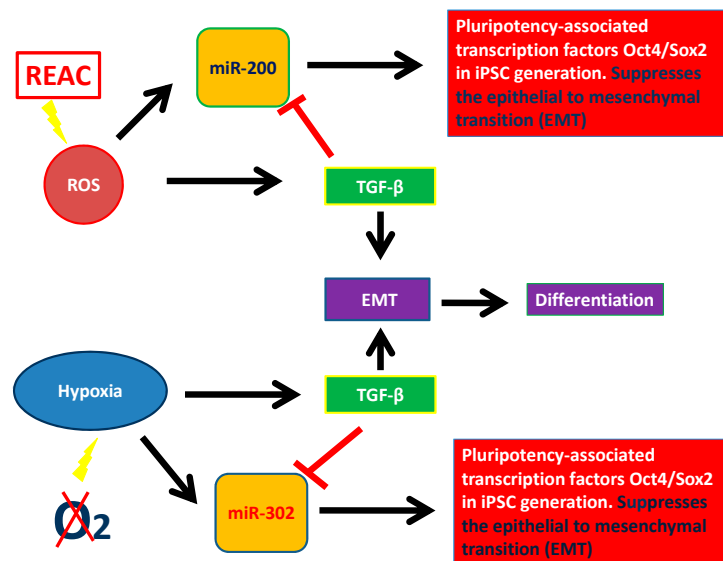 Pluripotency-associated
transcription factors Oct4/Sox2
in iPSC generation. Suppresses
the epithelial to mesenchymal
transition (EMT)
REAC
miR-200
ROS
TGF-β
EMT
Differentiation
Hypoxia
TGF-β
O2
miR-302
Pluripotency-associated
transcription factors Oct4/Sox2
in iPSC generation. Suppresses
the epithelial to mesenchymal
transition (EMT)